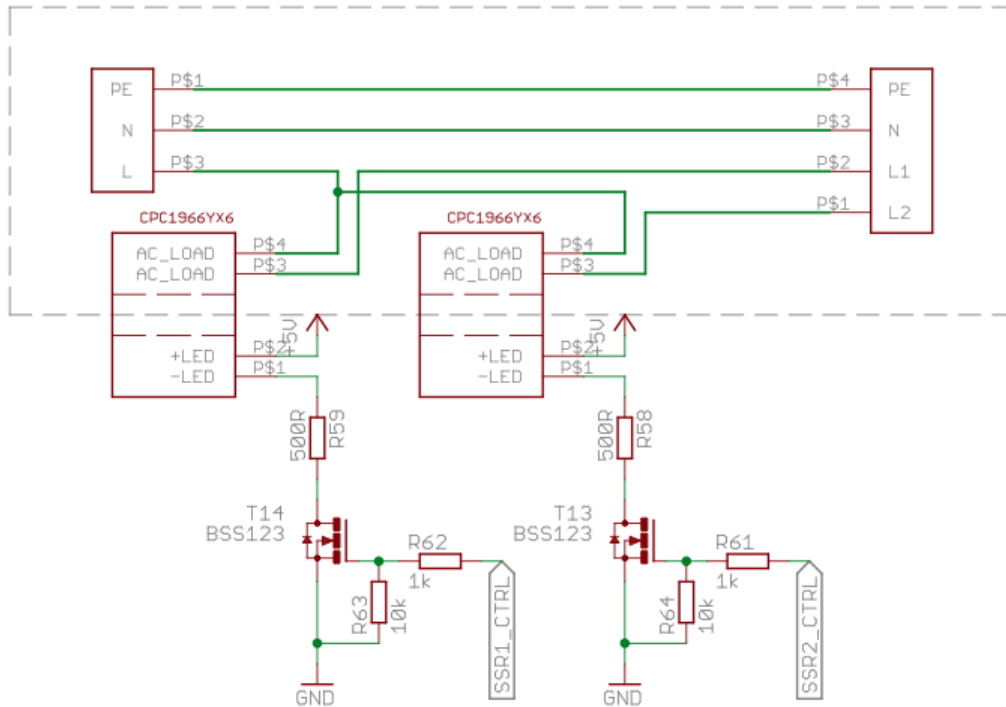 PE P$1 P$4 PE
N P$2 P$3 N
L P$3 P$2 L1
P$1 L2
CPC1966YX6 CPC1966YX6
AC_LOAD P$4 AC_LOAD P$4
AC_LOAD P$3 AC_LOAD P$3
+5V +5V
+LED P$2 +LED P$2
-LED P$1 -LED P$1
500R R59 500R R58
T14 T13
BSS123 BSS123
R62 R61
1k 1k
R63 10k R64 10k
SSR1_CTRL SSR2_CTRL
GND GND